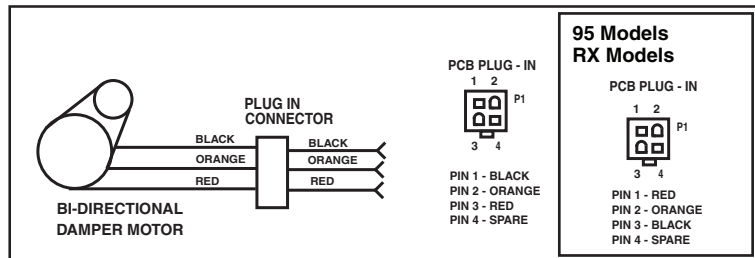 BLACK
ORANGE
RED
BI-DIRECTIONAL
DAMPER MOTOR
PLUG IN
CONNECTOR
BLACK
ORANGE
RED
PCB PLUG - IN
1 2
P1
3 4
PIN 1 - BLACK
PIN 2 - ORANGE
PIN 3 - RED
PIN 4 - SPARE
95 Models
RX Models
PCB PLUG - IN
1 2
P1
3 4
PIN 1 - RED
PIN 2 - ORANGE
PIN 3 - BLACK
PIN 4 - SPARE